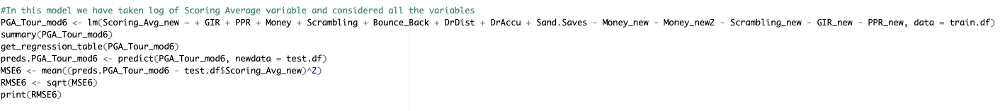 #In this model we have taken log of Scoring Average variable and considered all the variables
PGA_Tour_mod6 <- lm(Scoring_Avg_new ~ + GIR + PPR + Money + Scrambling + Bounce_Back + DrDist + DrAccu + Sand.Saves - Money_new - Money_new2 - Scrambling_new - GIR_new - PPR_new, data = train.df)
summary(PGA_Tour_mod6)
get_regression_table(PGA_Tour_mod6)
preds.PGA_Tour_mod6 <- predict(PGA_Tour_mod6, newdata = test.df)
MSE6 <- mean((preds.PGA_Tour_mod6 - test.df$Scoring_Avg_new)^2)
RMSE6 <- sqrt(MSE6)
print(RMSE6)